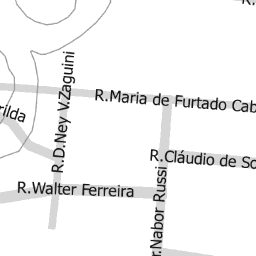 R.
R.D.Ney V.Zaguini
R.Maria de Furtado Cab
rilda
R.Cláudio de So
R.Walter Ferreira
r.Nabor Russi